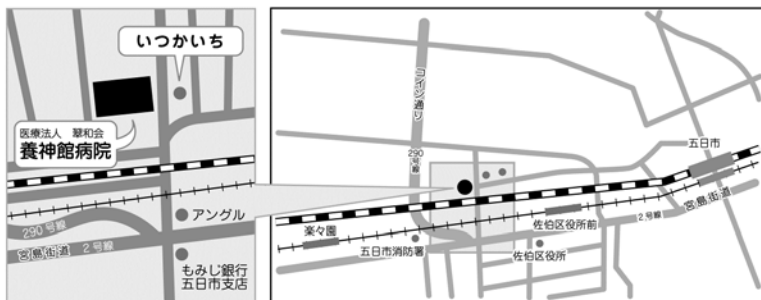 いつかいち
医療法人 翠和会
養神館病院
アングル
290号線
宮島街道 2号線
もみじ銀行
五日市支店
コイン通り
290号線
五日市
楽々園
五日市消防署
佐伯区役所前
佐伯区役所
2号線
宮島街道